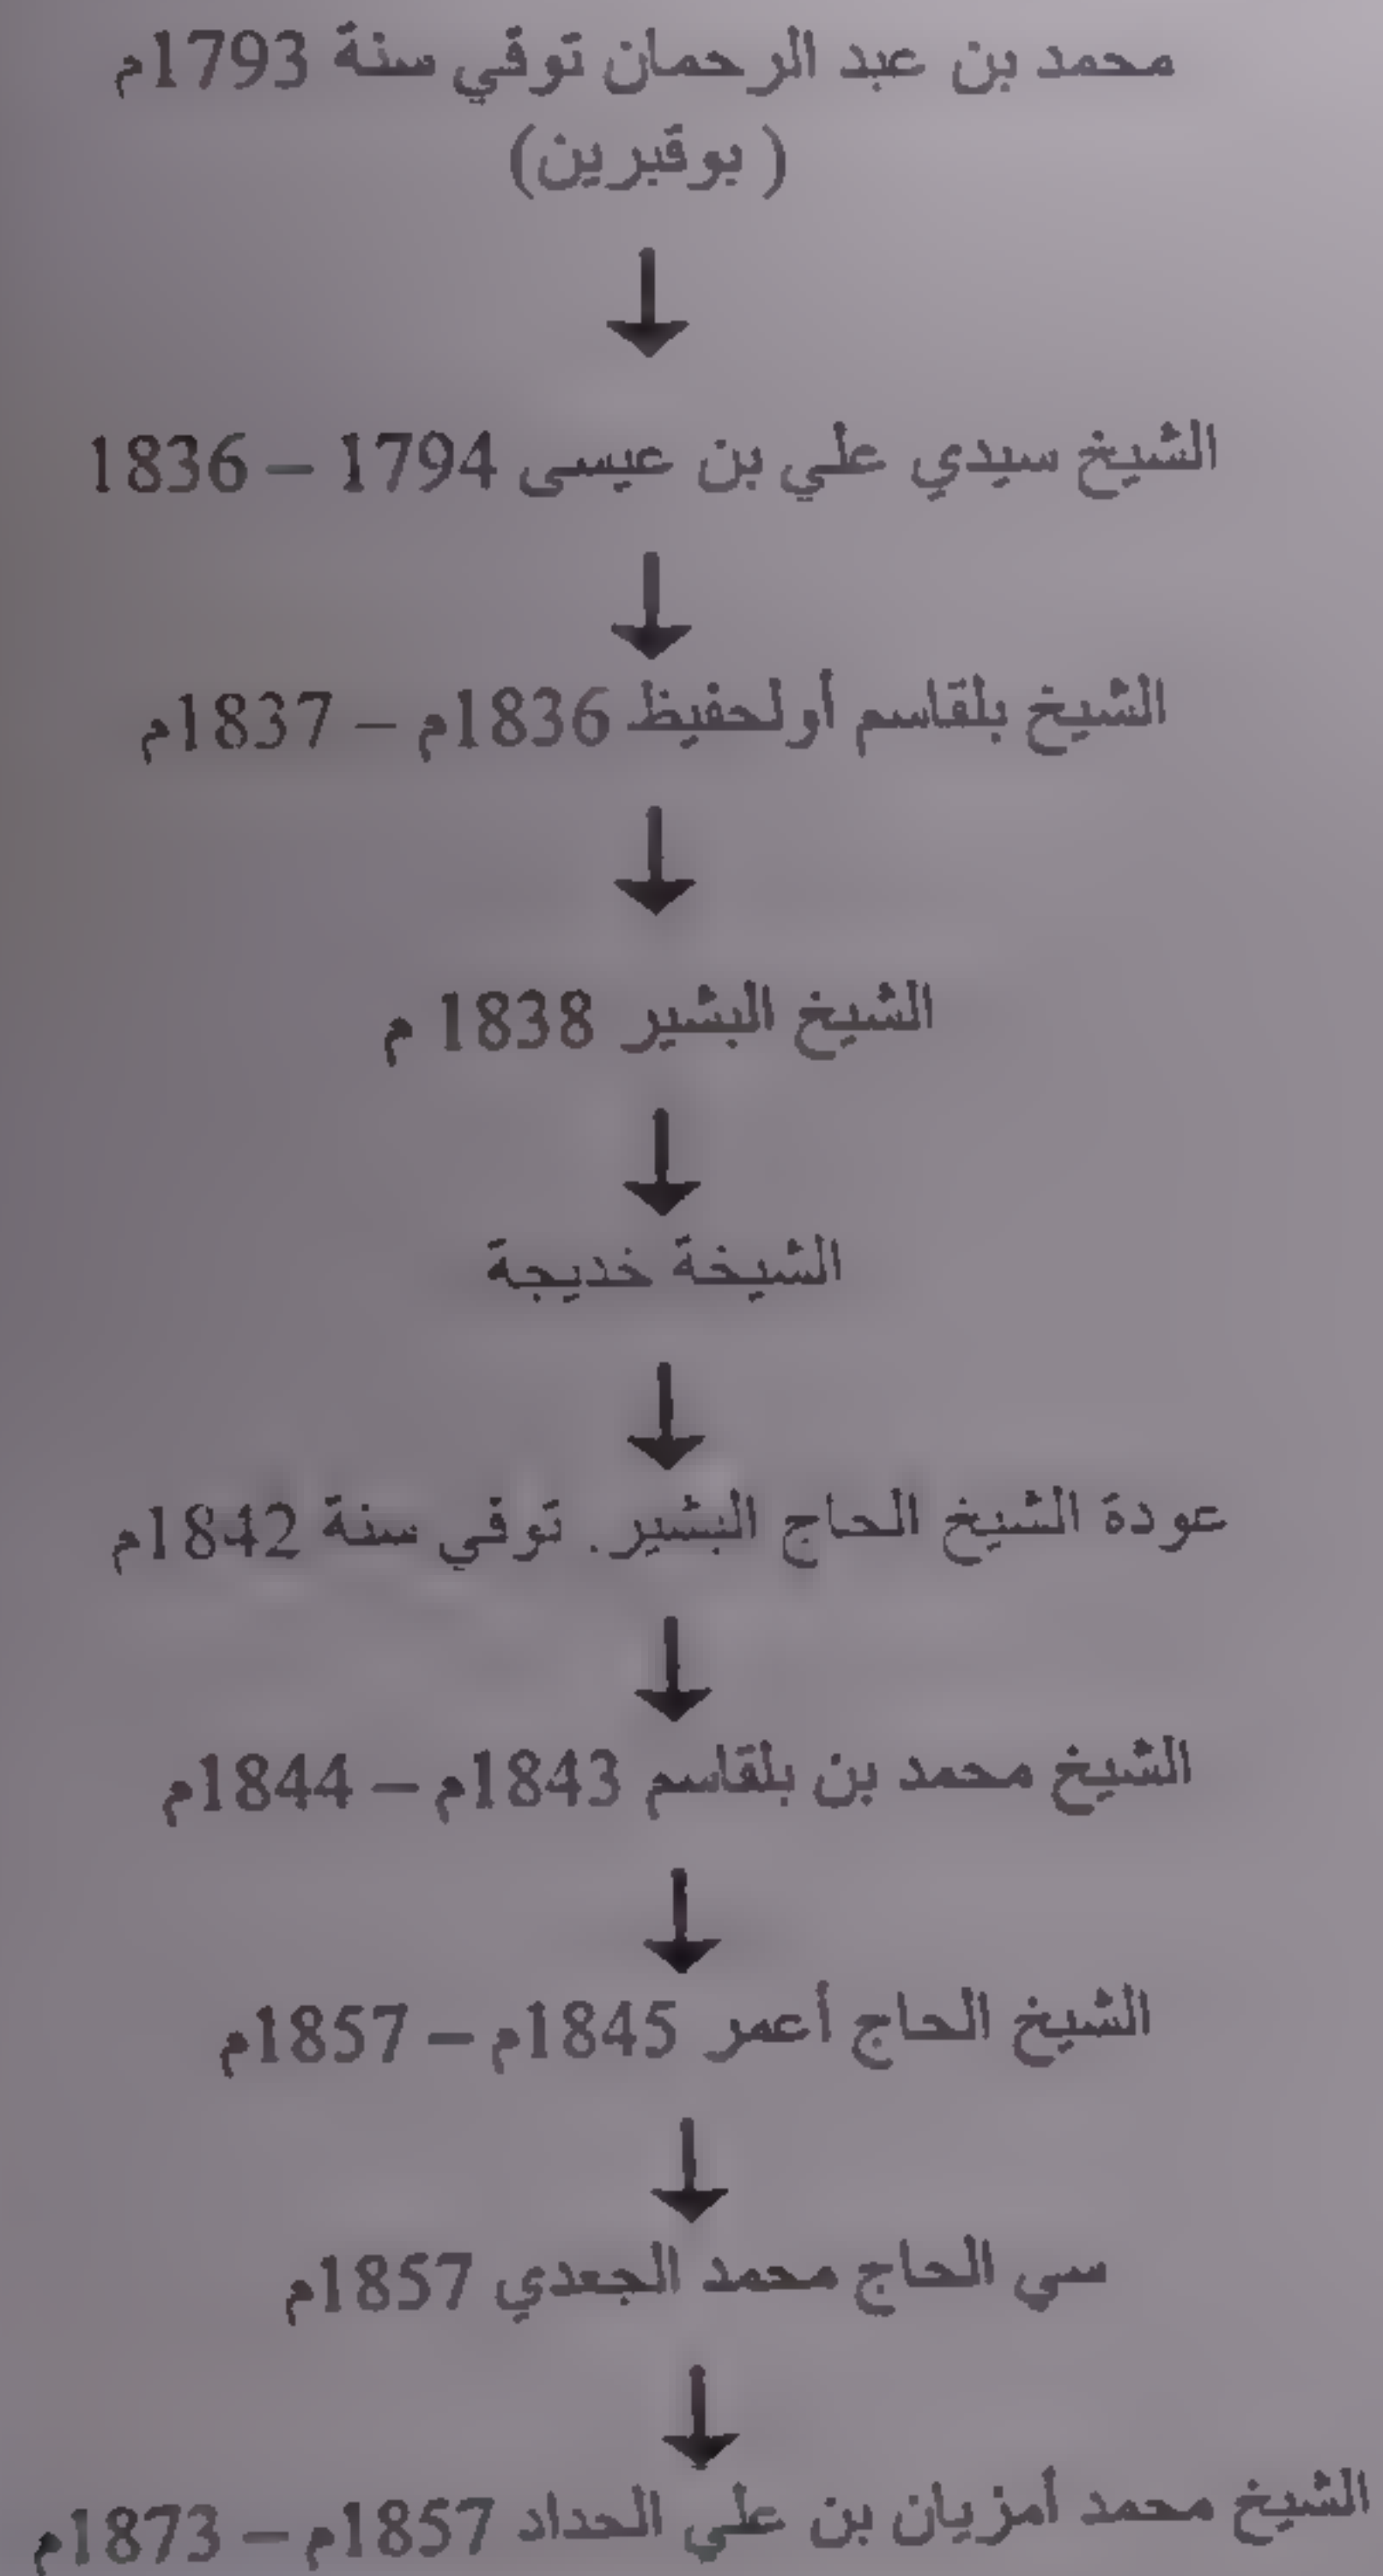 محمد بن عبد الرحمان توفي سنة 1793م
( بوقبرين)
الشيخ سيدي علي بن عيسى 1794 – 1836
الشيخ بلقاسم أولحفيظ 1836م – 1837م
الشيخ البشير 1838 م
الشيخة خديجة
عودة الشيخ الحاج البشير. توفي سنة 1842م
الشيخ محمد بن بلقاسم 1843م – 1844م
الشيخ الحاج أعمر 1845م – 1857م
سي الحاج محمد الجعدي 1857م
الشيخ محمد أمزيان بن علي الحداد 1857م – 1873م